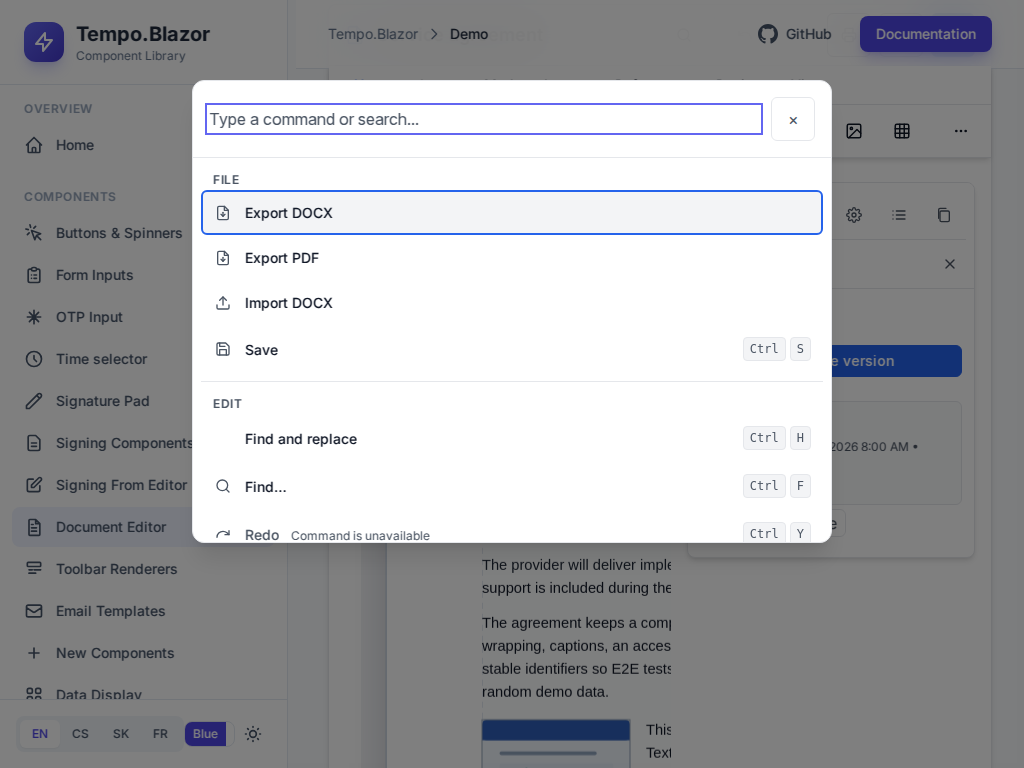 Tempo.Blazor
Component Library
OVERVIEW
Home
COMPONENTS
Buttons & Spinners
Form Inputs
OTP Input
Time selector
Signature Pad
Signing Components
Signing From Editor
Document Editor
Toolbar Renderers
Email Templates
New Components
Data Display
EN CS SK FR Blue
Tempo.Blazor > Demo
GitHub
Documentation
Type a command or search...
×
FILE
Export DOCX
Export PDF
Import DOCX
Save Ctrl S
EDIT
Find and replace Ctrl H
Find... Ctrl F
Redo Command is unavailable Ctrl Y
version
2026 8:00 AM •
The provider will deliver
support is included during the
The agreement keeps a
wrapping, captions, an
stable identifiers so E2E tests
random demo data.
This